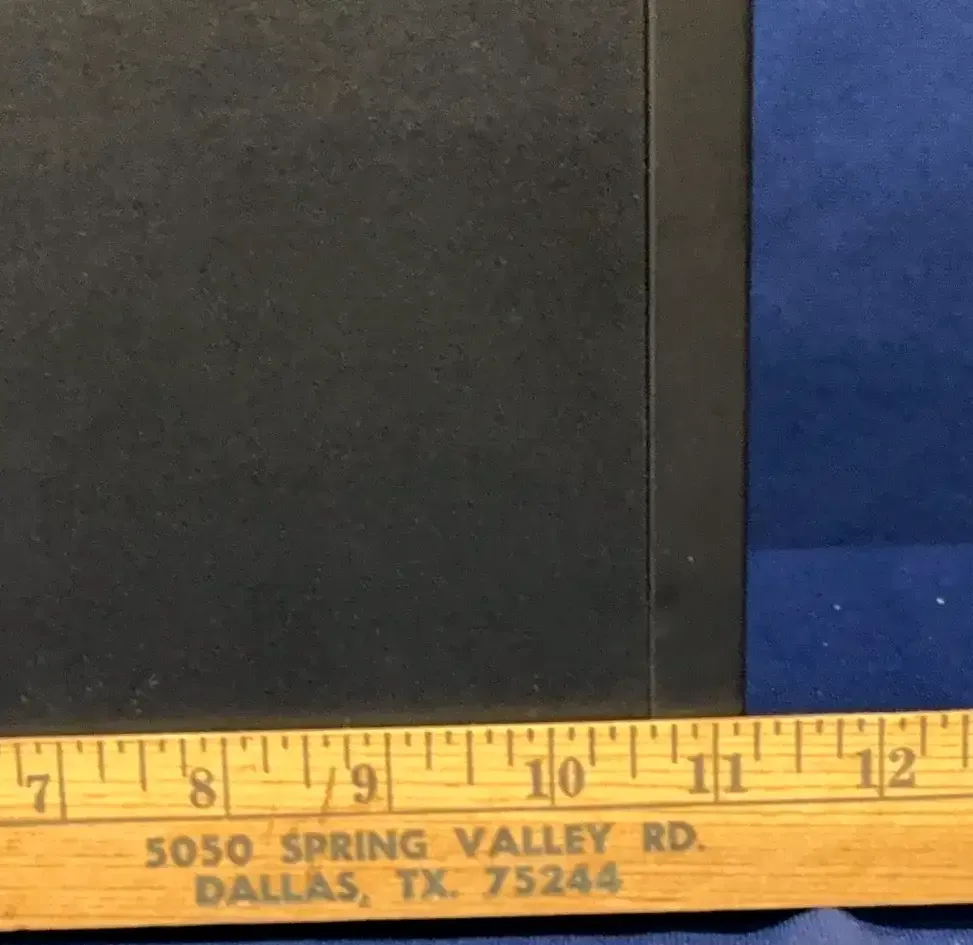 7 8 9 10 11 12
5050 SPRING VALLEY RD.
DALLAS, TX. 75244